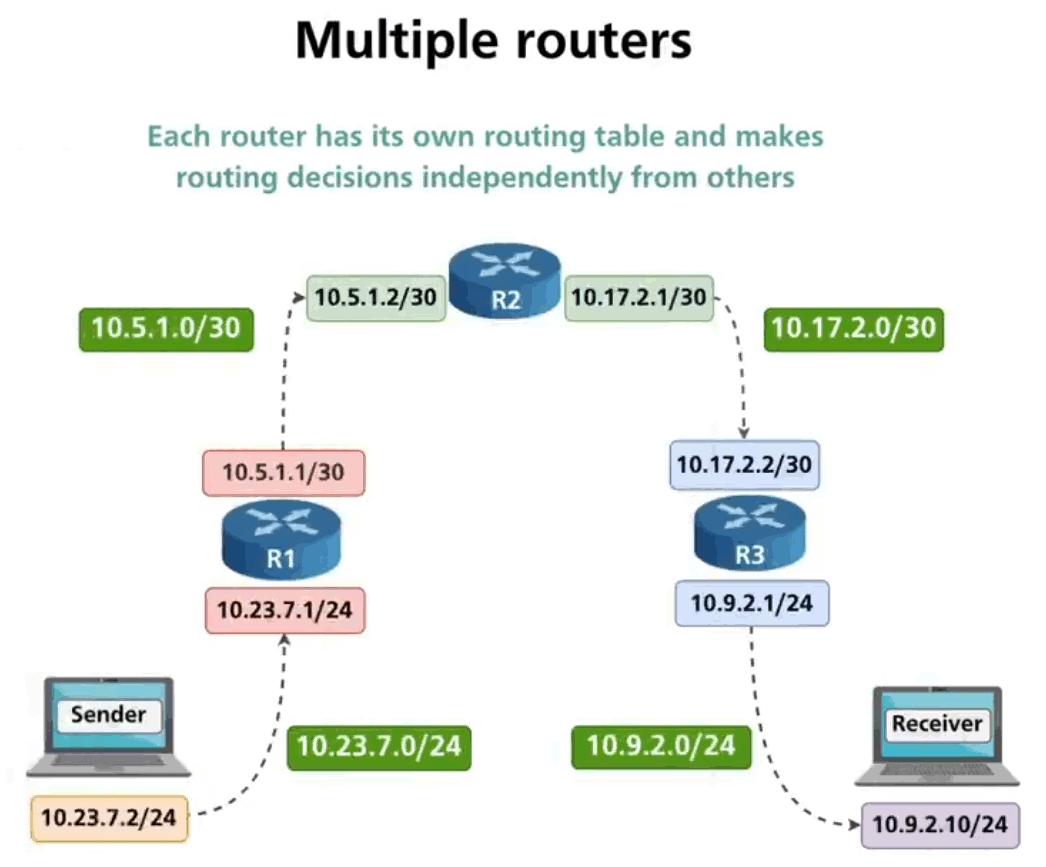 Multiple routers
Each router has its own routing table and makes
routing decisions independently from others
10.5.1.2/30
R2
10.17.2.1/30
10.5.1.0/30
10.17.2.0/30
10.5.1.1/30
10.17.2.2/30
R1
R3
10.23.7.1/24
10.9.2.1/24
Sender
Receiver
10.23.7.0/24
10.9.2.0/24
10.23.7.2/24
10.9.2.10/24